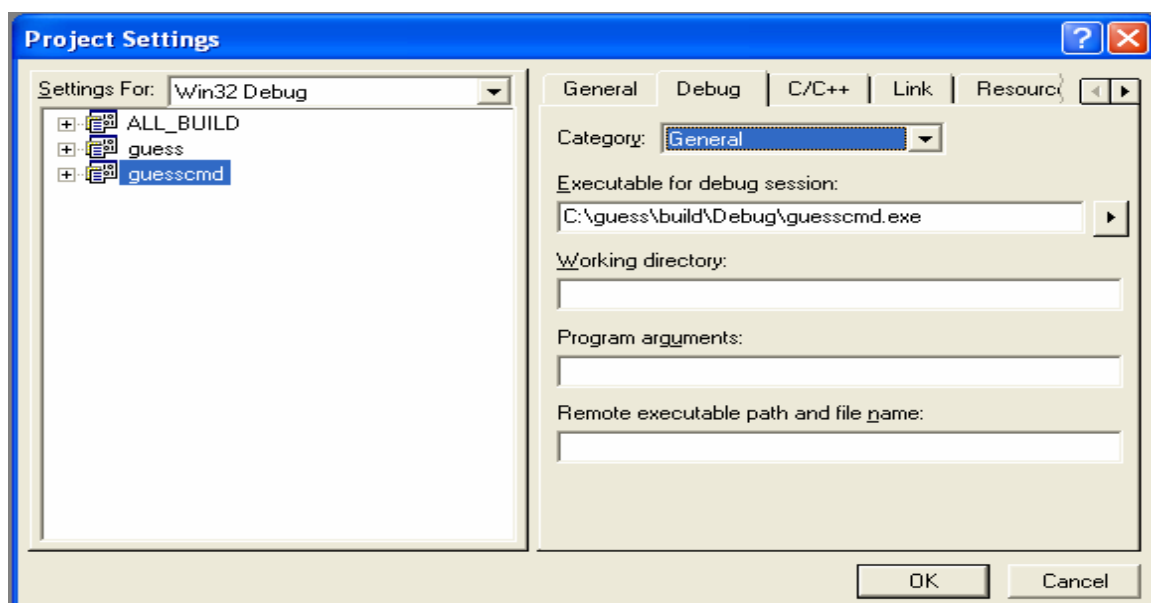 Project Settings
Settings For: Win32 Debug
ALL_BUILD
guess
guesscmd
General Debug C/C++ Link
Category: General
Executable for debug session:
C:\guess\build\Debug\guesscmd.exe
Working directory:
Program arguments:
Remote executable path and file name:
OK Cancel